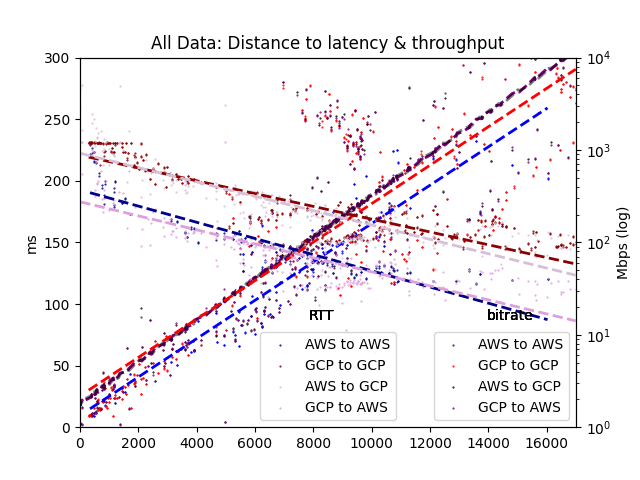 All Data: Distance to latency & throughput
300
250
200
150
100
50
0
ms
0
2000
4000
6000
8000
10000
12000
14000
16000
10^4
10^3
10^2
10^1
10^0
Mbps (log)
RTT
AWS to AWS
GCP to GCP
AWS to GCP
GCP to AWS
bitrate
AWS to AWS
GCP to GCP
AWS to GCP
GCP to AWS